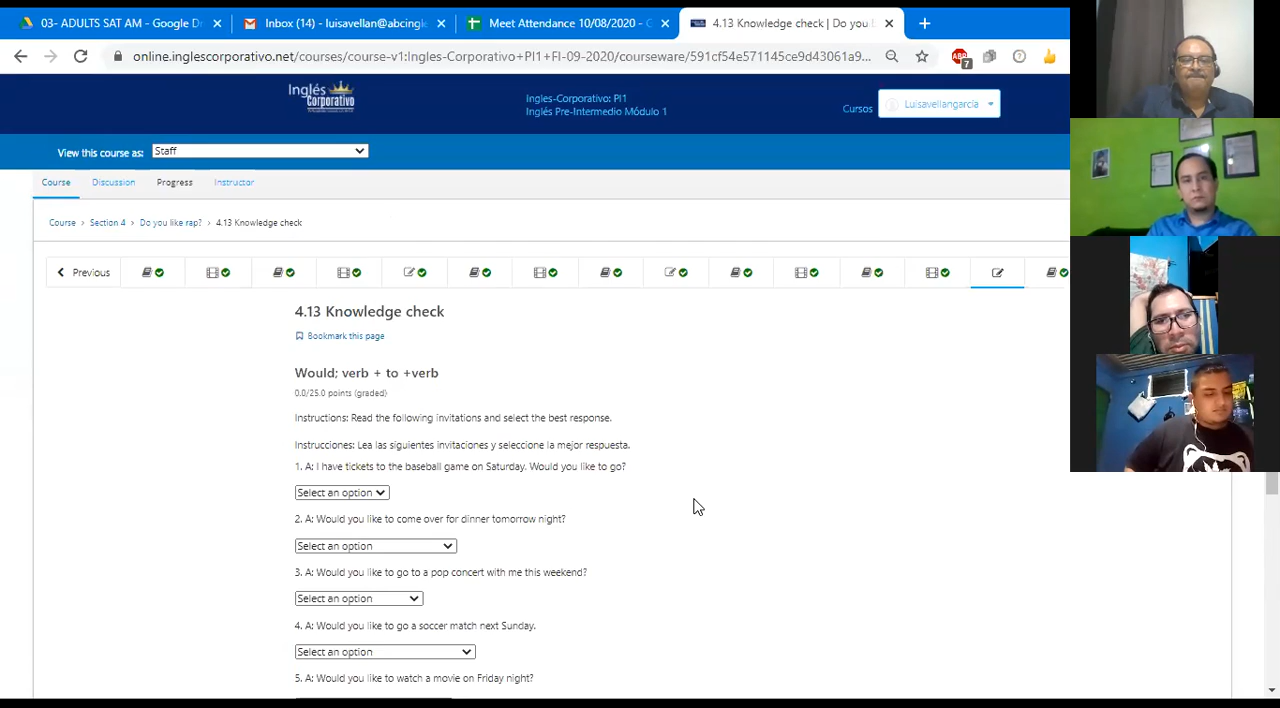 03- ADULTS SAT AM - Google Dr
Inbox (14) - luisavellan@abcingle
Meet Attendance 10/08/2020 - G
4.13 Knowledge check | Do you l
online.inglescorporativo.net/courses/course-v1:Ingles-Corporativo+PI1+FI-09-2020/courseware/591cf54e571145ce9d43061a9...
7
Inglés
Corporativo
Ingles-Corporativo: PI1
Inglés Pre-Intermedio Módulo 1
Cursos
Luisavellangarcía
View this course as:
Staff
Course
Discussion
Progress
Instructor
Course > Section 4 > Do you like rap? > 4.13 Knowledge check
Previous
4.13 Knowledge check
Bookmark this page
Would; verb + to +verb
0.0/25.0 points (graded)
Instructions: Read the following invitations and select the best response.
Instrucciones: Lea las siguientes invitaciones y seleccione la mejor respuesta.
1. A: I have tickets to the baseball game on Saturday. Would you like to go?
Select an option
2. A: Would you like to come over for dinner tomorrow night?
Select an option
3. A: Would you like to go to a pop concert with me this weekend?
Select an option
4. A: Would you like to go a soccer match next Sunday.
Select an option
5. A: Would you like to watch a movie on Friday night?